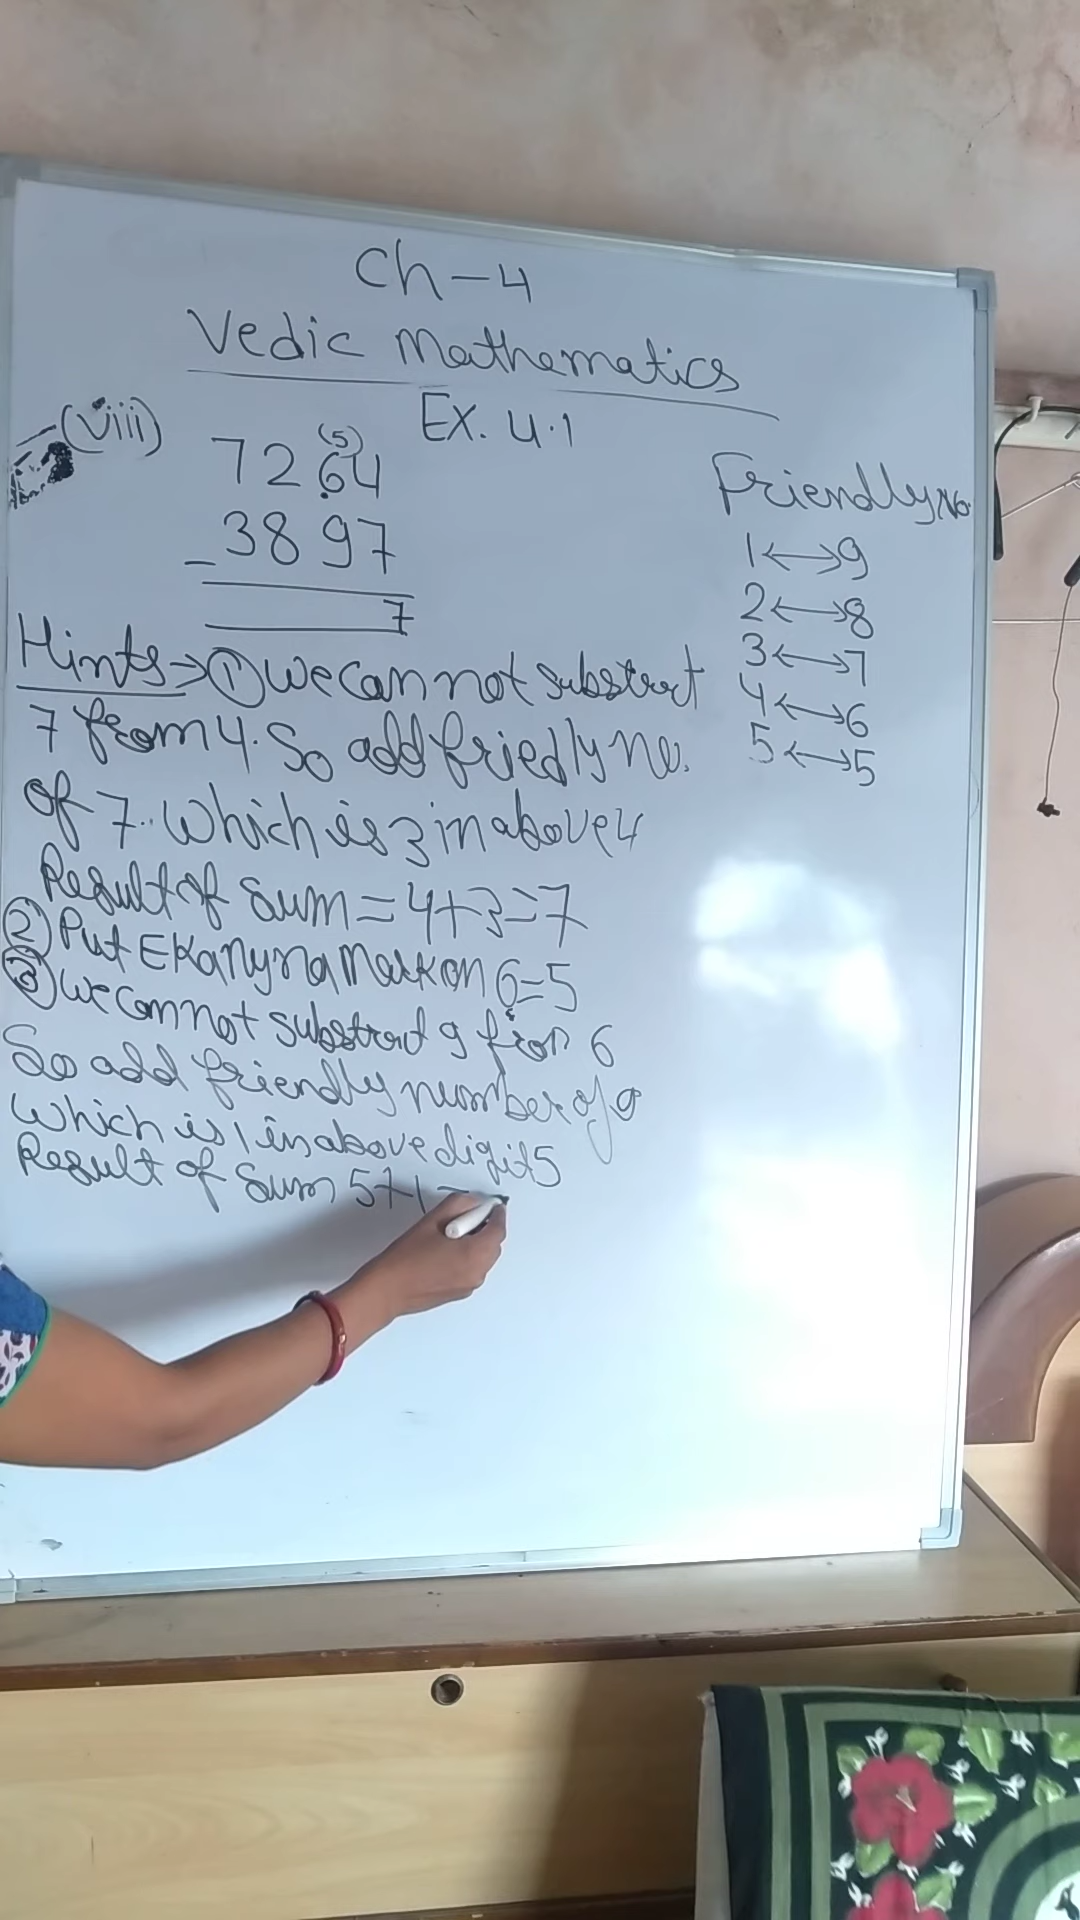 Ch-4
Vedic Mathematics
Ex. 4.1
(viii)
(5)
7264
- 3897
7
Friendly No.
1↔9
2↔8
3↔7
4↔6
5↔5
Hints→① We can not substract
7 from 4. So add friedly no.
of 7. Which is 3 in above 4
Result of Sum = 4+3=7
② Put Ekanyna Mark on 6=5
③ We cannot substract 9 from 6
So add friendly number of 9
Which is 1 in above digit 5
Result of Sum 5+1=